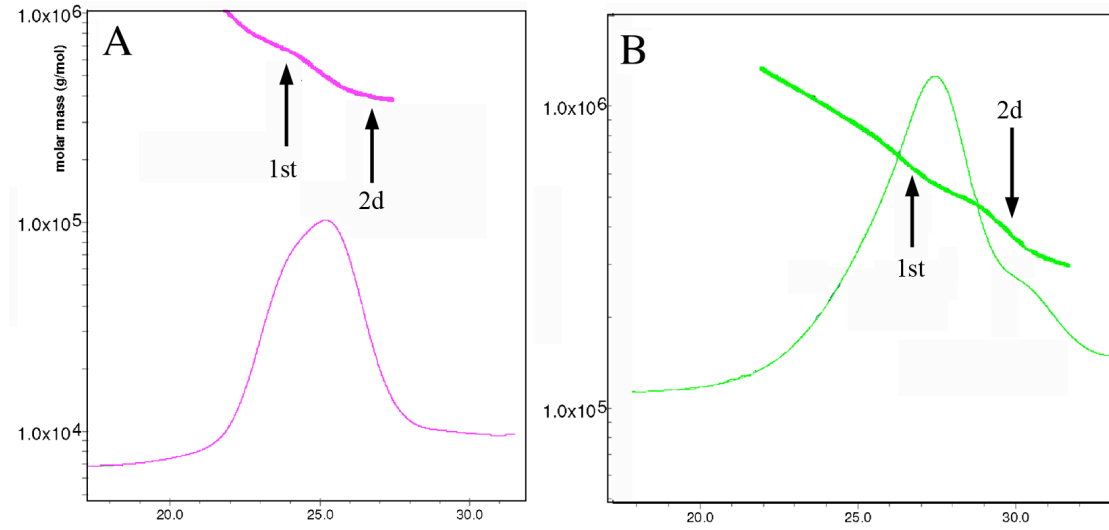 A
1.0x10⁶
molar mass (g/mol)
1st
2d
1.0x10⁵
1.0x10⁴
20.0 25.0 30.0
B
1.0x10⁶
2d
1st
1.0x10⁵
20.0 25.0 30.0